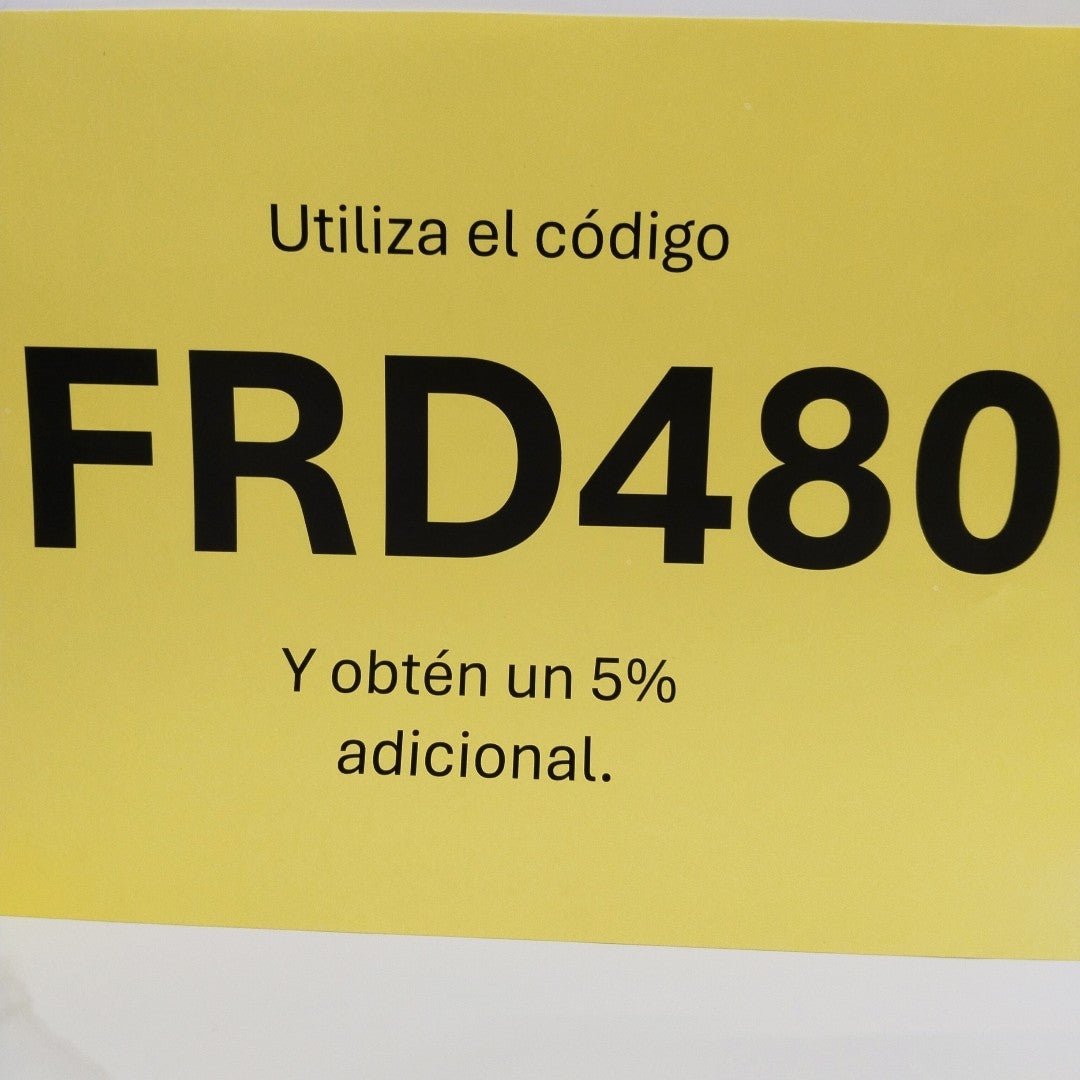 Utiliza el código
FRD480
Y obtén un 5%
adicional.